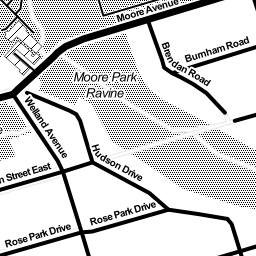 Moore Avenue
Burnham Road
Brendan Road
Moore Park
Ravine
Welland Avenue
Hudson Drive
Street East
Rose Park Drive
Rose Park Drive